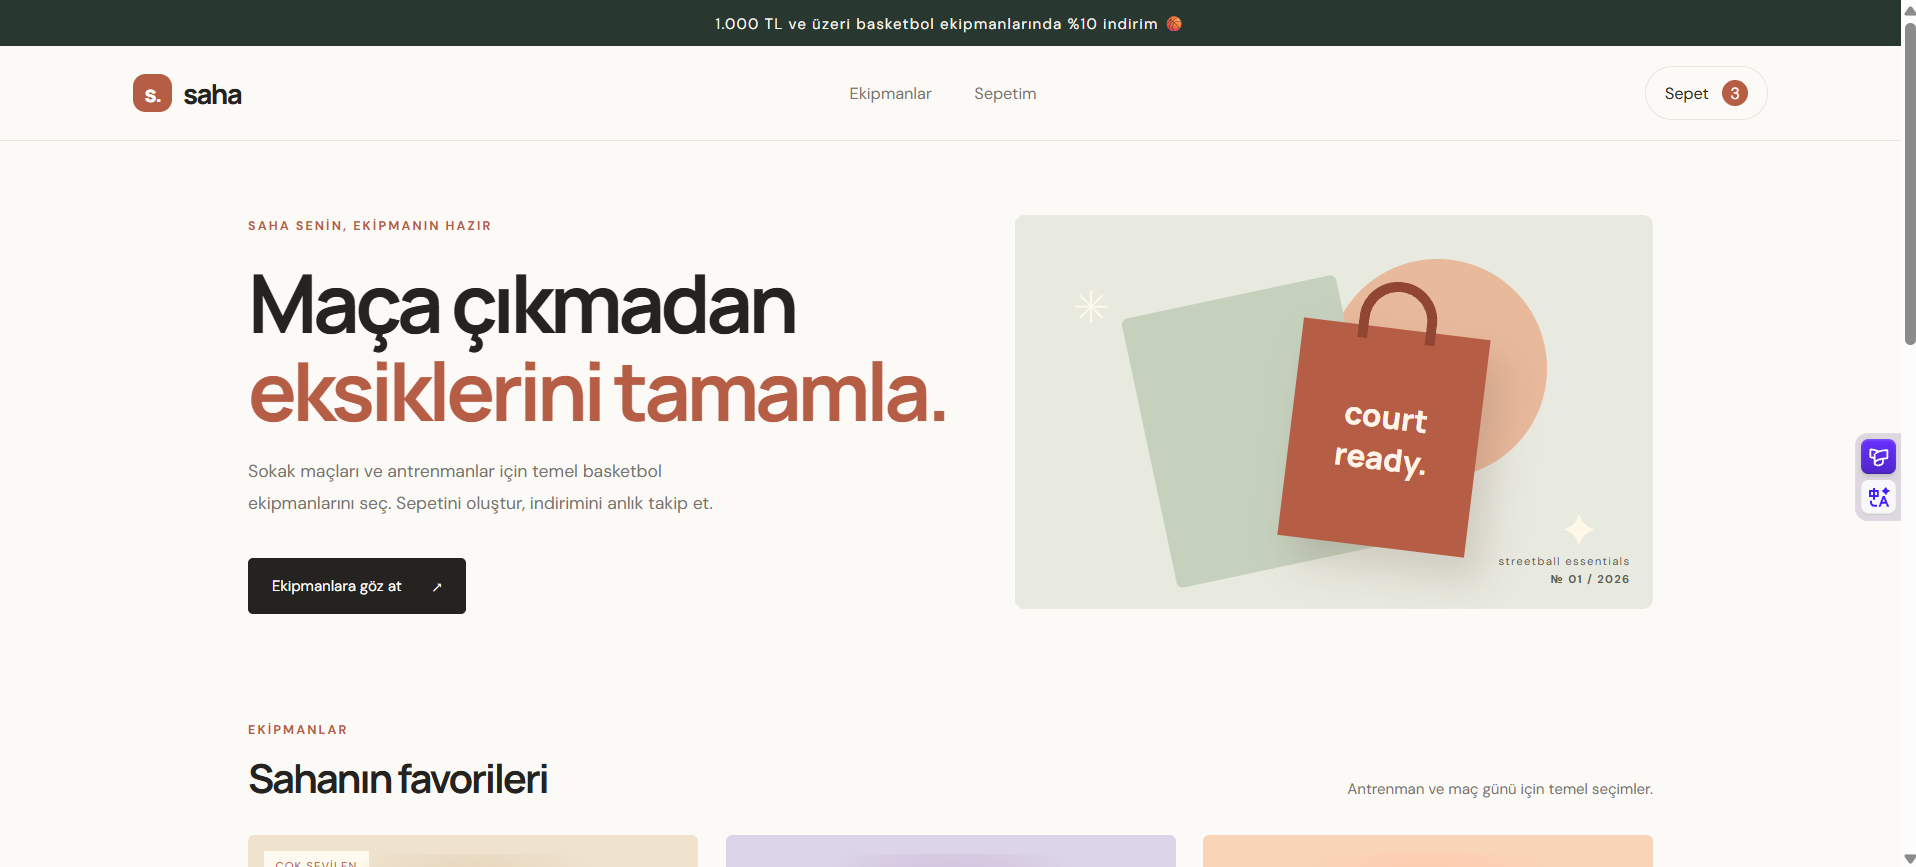 1.000 TL ve üzeri basketbol ekipmanlarında %10 indirim 🏀
s. saha
Ekipmanlar
Sepetim
Sepet 3
SAHA SENİN, EKİPMANIN HAZIR
Maça çıkmadan
eksiklerini tamamla.
Sokak maçları ve antrenmanlar için temel basketbol
ekipmanlarını seç. Sepetini oluştur, indirimini anlık takip et.
Ekipmanlara göz at ↗
court
ready.
streetball essentials
№ 01 / 2026
EKİPMANLAR
Sahanın favorileri
Antrenman ve maç günü için temel seçimler.
ÇOK SEVİLEN